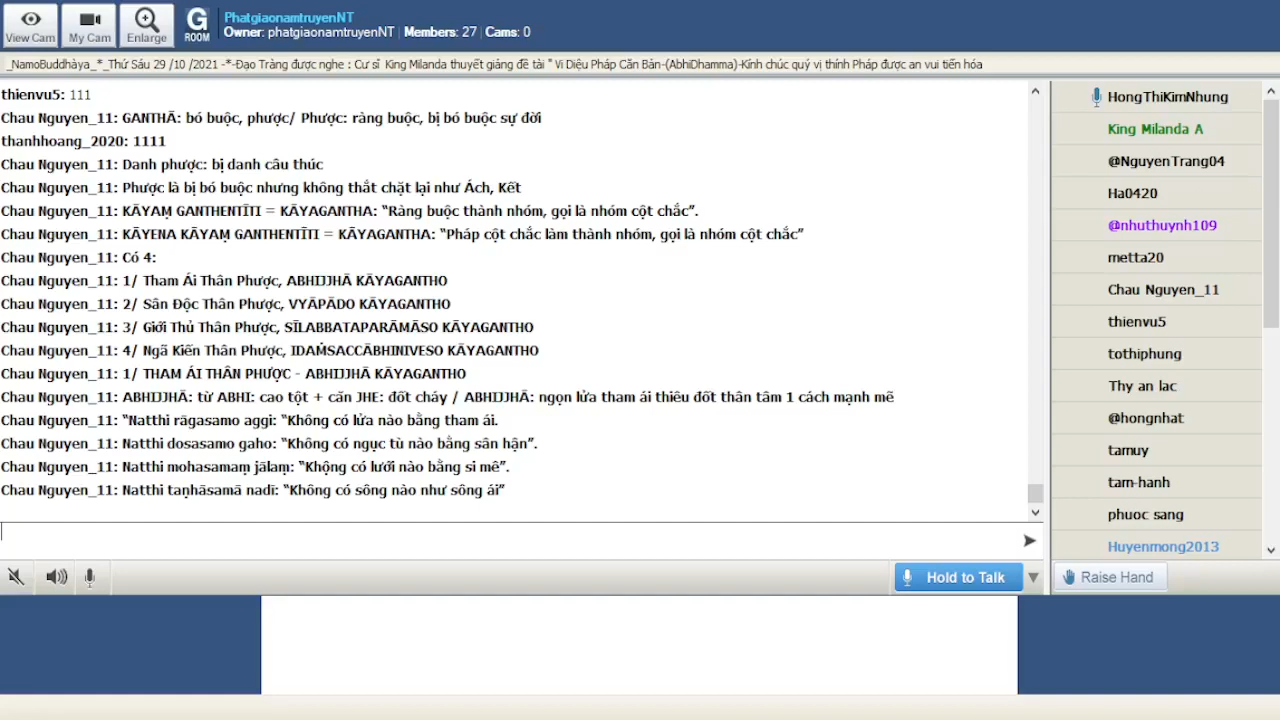 View Cam
My Cam
Enlarge
G
ROOM
PhatgiaonamtruyenNT
Owner: phatgiaonamtruyenNT | Members: 27 | Cams: 0
_NamoBuddhàya_*_Thứ Sáu 29 /10 /2021 -*-Đạo Tràng được nghe : Cư sĩ King Milanda thuyết giảng đề tài " Vi Diệu Pháp Căn Bản-(AbhiDhamma)-Kính chúc quý vị thính Pháp được an vui tiến hóa
thienvu5: 111
Chau Nguyen_11: GANTHĀ: bó buộc, phược/ Phược: ràng buộc, bị bó buộc sự đời
thanhhoang_2020: 1111
Chau Nguyen_11: Danh phược: bị danh câu thúc
Chau Nguyen_11: Phược là bị bó buộc nhưng không thắt chặt lại như Ách, Kết
Chau Nguyen_11: KĀYAṂ GANTHENTĪTI = KĀYAGANTHA: “Ràng buộc thành nhóm, gọi là nhóm cột chắc”.
Chau Nguyen_11: KĀYENA KĀYAṂ GANTHENTĪTI = KĀYAGANTHA: “Pháp cột chắc làm thành nhóm, gọi là nhóm cột chắc”
Chau Nguyen_11: Có 4:
Chau Nguyen_11: 1/ Tham Ái Thân Phược, ABHIJJHĀ KĀYAGANTHO
Chau Nguyen_11: 2/ Sân Độc Thân Phược, VYĀPĀDO KĀYAGANTHO
Chau Nguyen_11: 3/ Giới Thủ Thân Phược, SĪLABBATAPARĀMĀSO KĀYAGANTHO
Chau Nguyen_11: 4/ Ngã Kiến Thân Phược, IDAṀSACCĀBHINIVESO KĀYAGANTHO
Chau Nguyen_11: 1/ THAM ÁI THÂN PHƯỢC - ABHIJJHĀ KĀYAGANTHO
Chau Nguyen_11: ABHIJJHĀ: từ ABHI: cao tột + căn JHE: đốt cháy / ABHIJJHĀ: ngọn lửa tham ái thiêu đốt thân tâm 1 cách mạnh mẽ
Chau Nguyen_11: “Natthi rāgasamo aggi: “Không có lửa nào bằng tham ái.
Chau Nguyen_11: Natthi dosasamo gaho: “Không có ngục tù nào bằng sân hận”.
Chau Nguyen_11: Natthi mohasamaṃ jālaṃ: “Không có lưới nào bằng si mê”.
Chau Nguyen_11: Natthi taṇhāsamā nadī: “Không có sông nào như sông ái”
HongThiKimNhung
King Milanda A
@NguyenTrang04
Ha0420
@nhuthuynh109
metta20
Chau Nguyen_11
thienvu5
tothiphung
Thy an lac
@hongnhat
tamuy
tam-hanh
phuoc sang
Huyenmong2013
Hold to Talk
Raise Hand